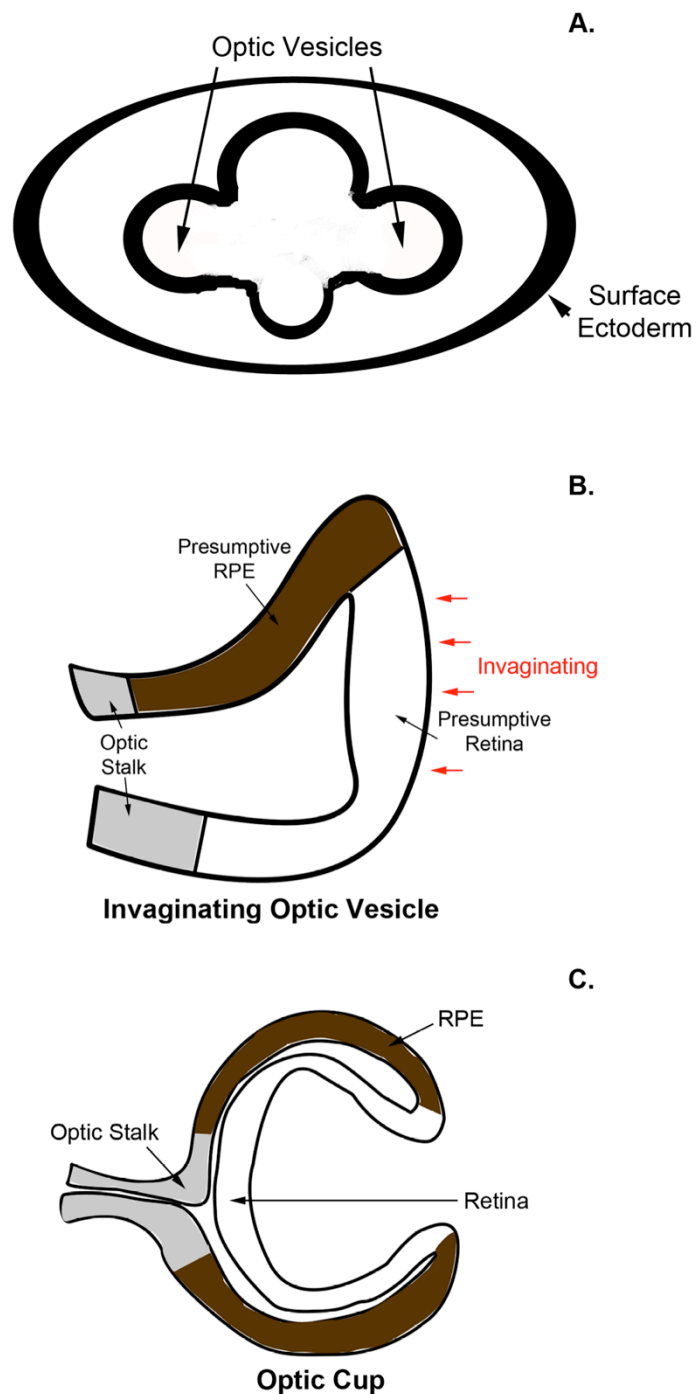 A.
Optic Vesicles
Surface
Ectoderm
B.
Presumptive
RPE
Invaginating
Presumptive
Retina
Optic
Stalk
Invaginating Optic Vesicle
C.
RPE
Optic Stalk
Retina
Optic Cup